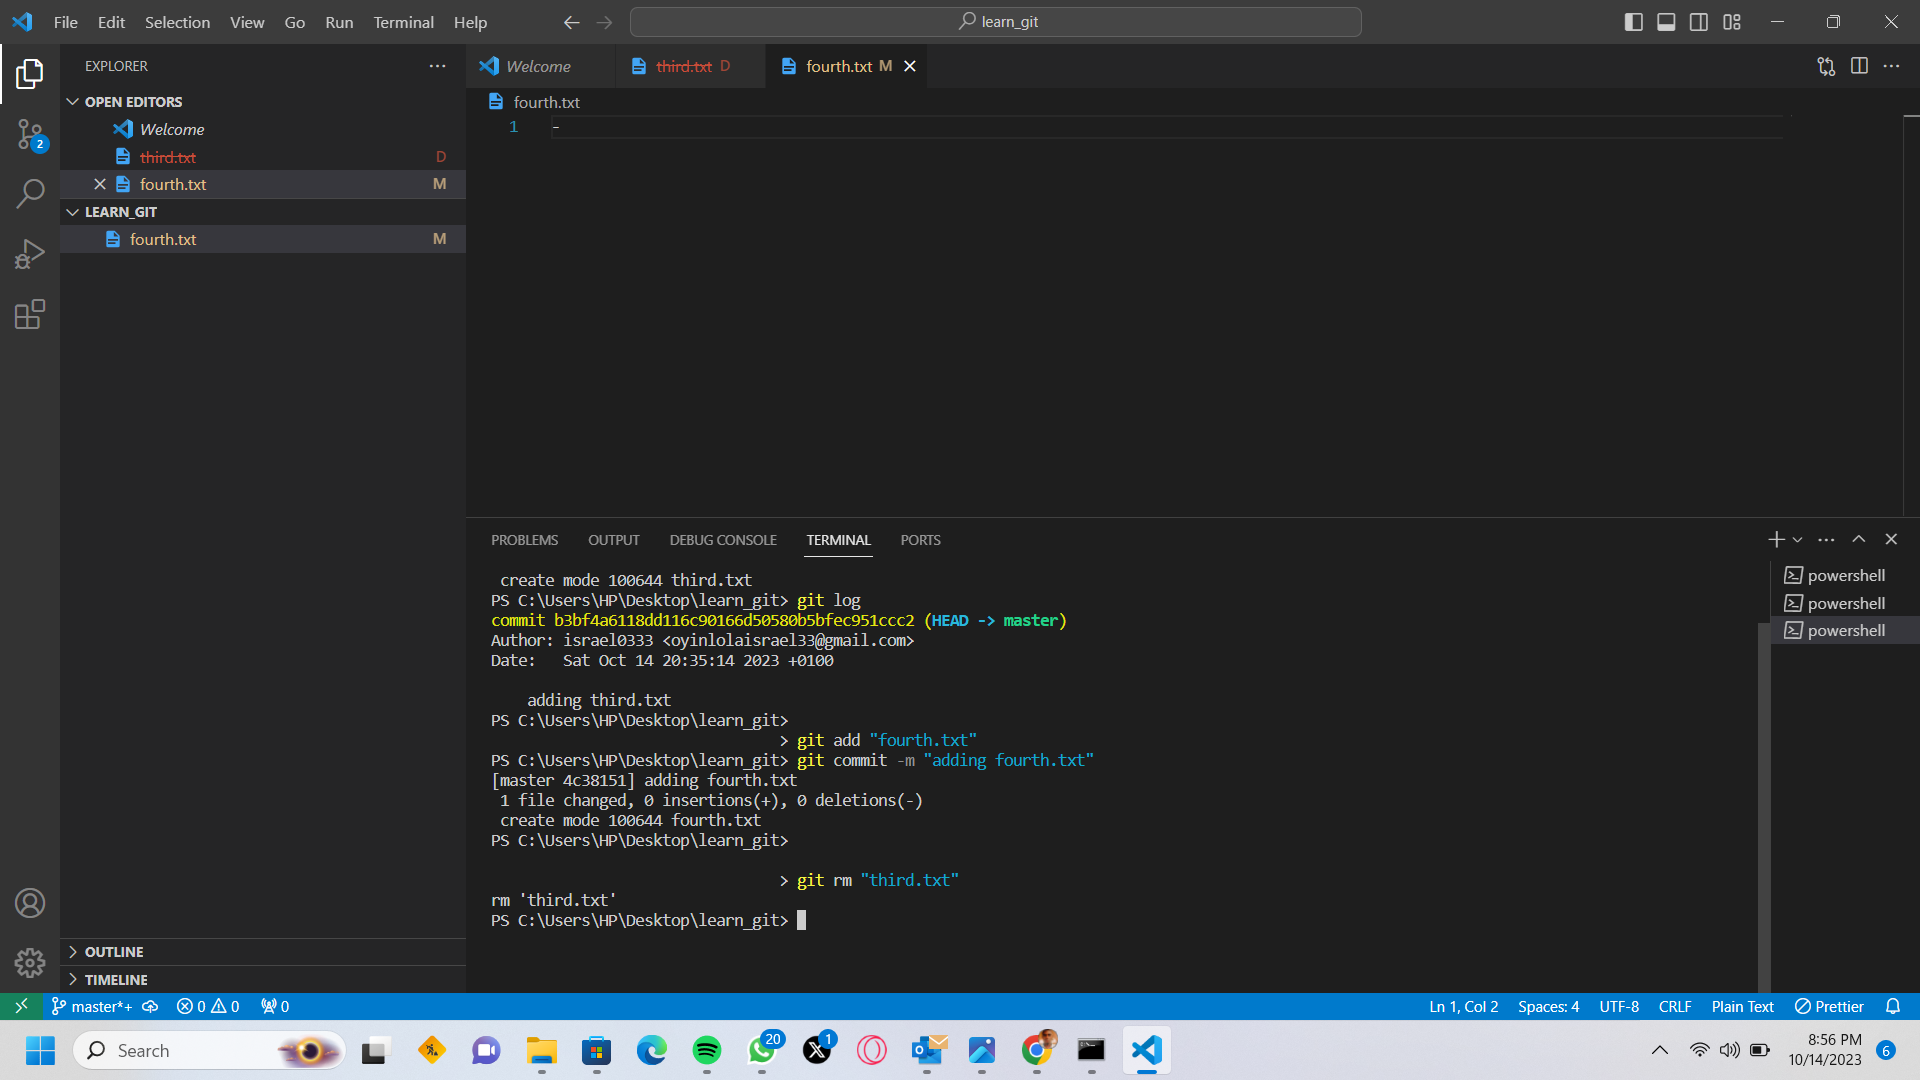 File Edit Selection View Go Run Terminal Help learn_git
EXPLORER
Welcome third.txt D fourth.txt M
OPEN EDITORS
Welcome
third.txt D
fourth.txt M
LEARN_GIT
fourth.txt M
OUTLINE
TIMELINE
2
fourth.txt
1 -
PROBLEMS OUTPUT DEBUG CONSOLE TERMINAL PORTS
create mode 100644 third.txt
PS C:\Users\HP\Desktop\learn_git> git log
commit b3bf4a6118dd116c90166d50580b5bfec951ccc2 (HEAD -> master)
Author: israel0333 <oyinlolaisrael33@gmail.com>
Date: Sat Oct 14 20:35:14 2023 +0100
adding third.txt
PS C:\Users\HP\Desktop\learn_git>
> git add "fourth.txt"
PS C:\Users\HP\Desktop\learn_git> git commit -m "adding fourth.txt"
[master 4c38151] adding fourth.txt
1 file changed, 0 insertions(+), 0 deletions(-)
create mode 100644 fourth.txt
PS C:\Users\HP\Desktop\learn_git>
> git rm "third.txt"
rm 'third.txt'
PS C:\Users\HP\Desktop\learn_git>
powershell
powershell
powershell
master*+ 0 0 0 Ln 1, Col 2 Spaces: 4 UTF-8 CRLF Plain Text Prettier
Search 20 1 8:56 PM
10/14/2023 6